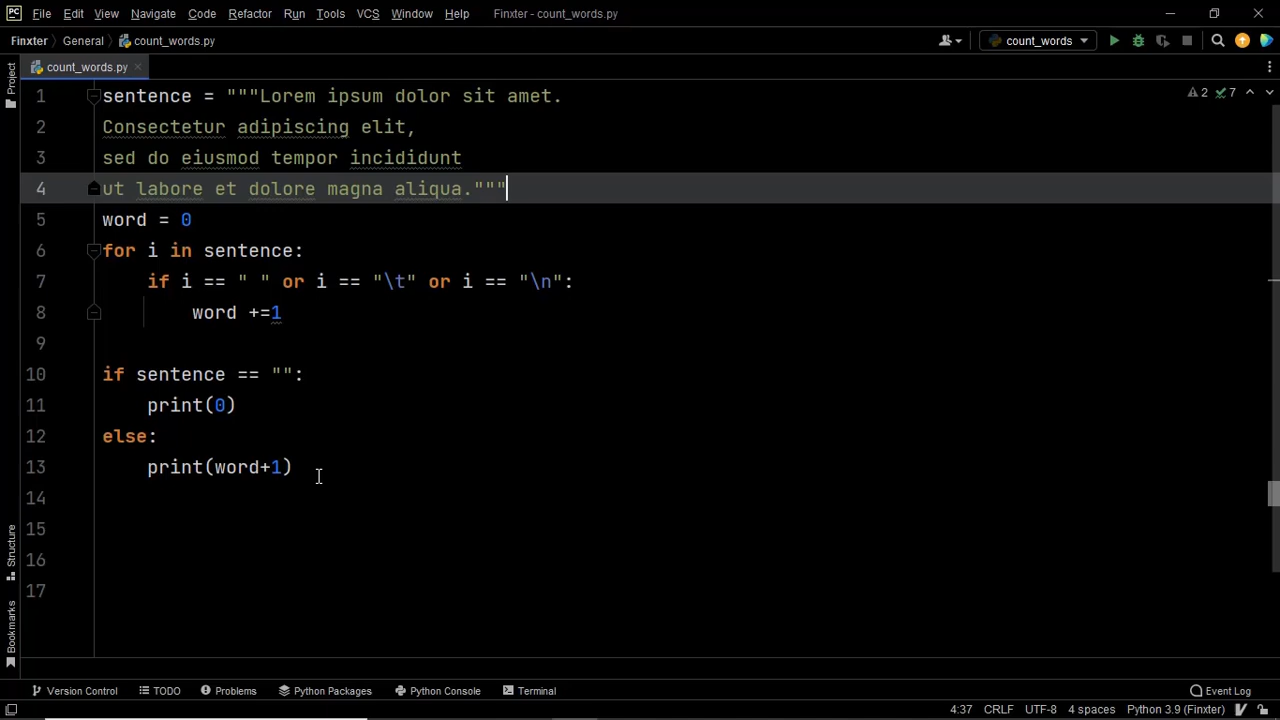 PC File Edit View Navigate Code Refactor Run Tools VCS Window Help Finxter - count_words.py
Finxter General count_words.py count_words
Project count_words.py
1 sentence = """Lorem ipsum dolor sit amet. 2 7
2 Consectetur adipiscing elit,
3 sed do eiusmod tempor incididunt
4 ut labore et dolore magna aliqua."""
5 word = 0
6 for i in sentence:
7 if i == " " or i == "\t" or i == "\n":
8 word +=1
9
10 if sentence == "":
11 print(0)
12 else:
13 print(word+1)
14
15
16
17
Structure
Bookmarks
Version Control TODO Problems Python Packages Python Console Terminal Event Log
4:37 CRLF UTF-8 4 spaces Python 3.9 (Finxter)